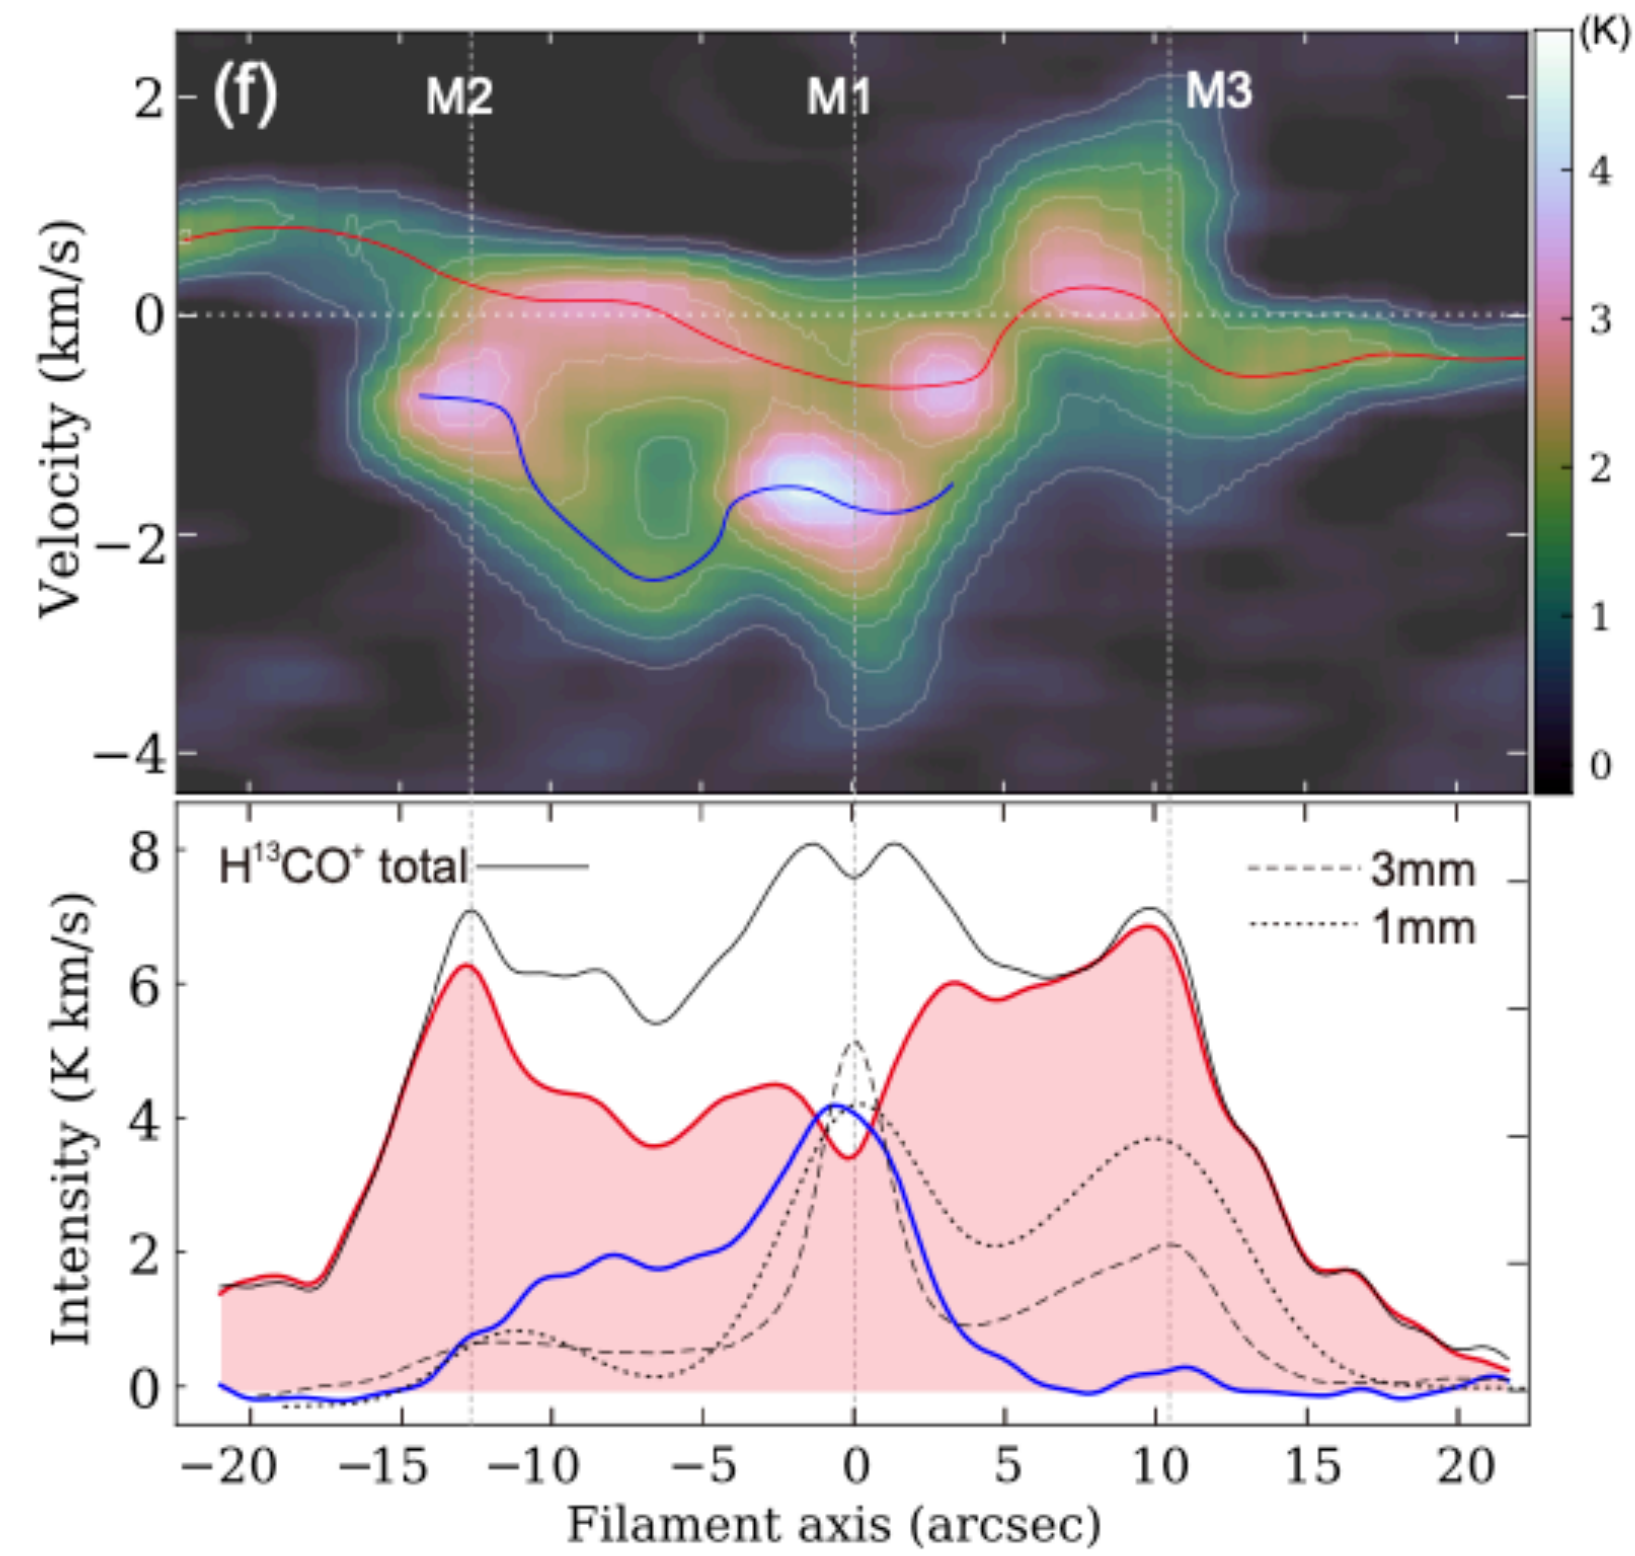 (K)
(f) M2 M1 M3
2
0
−2
−4
Velocity (km/s)
4
3
2
1
0
H¹³CO⁺ total
3mm
1mm
8
6
4
2
0
Intensity (K km/s)
−20 −15 −10 −5 0 5 10 15 20
Filament axis (arcsec)